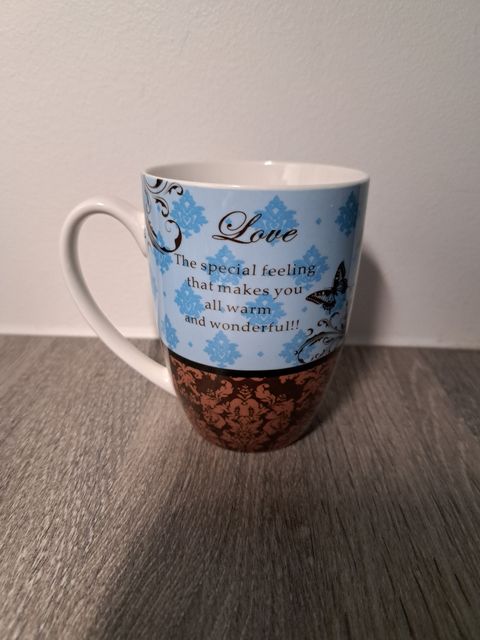 Love
The special feeling
that makes you
all warm
and wonderful!!